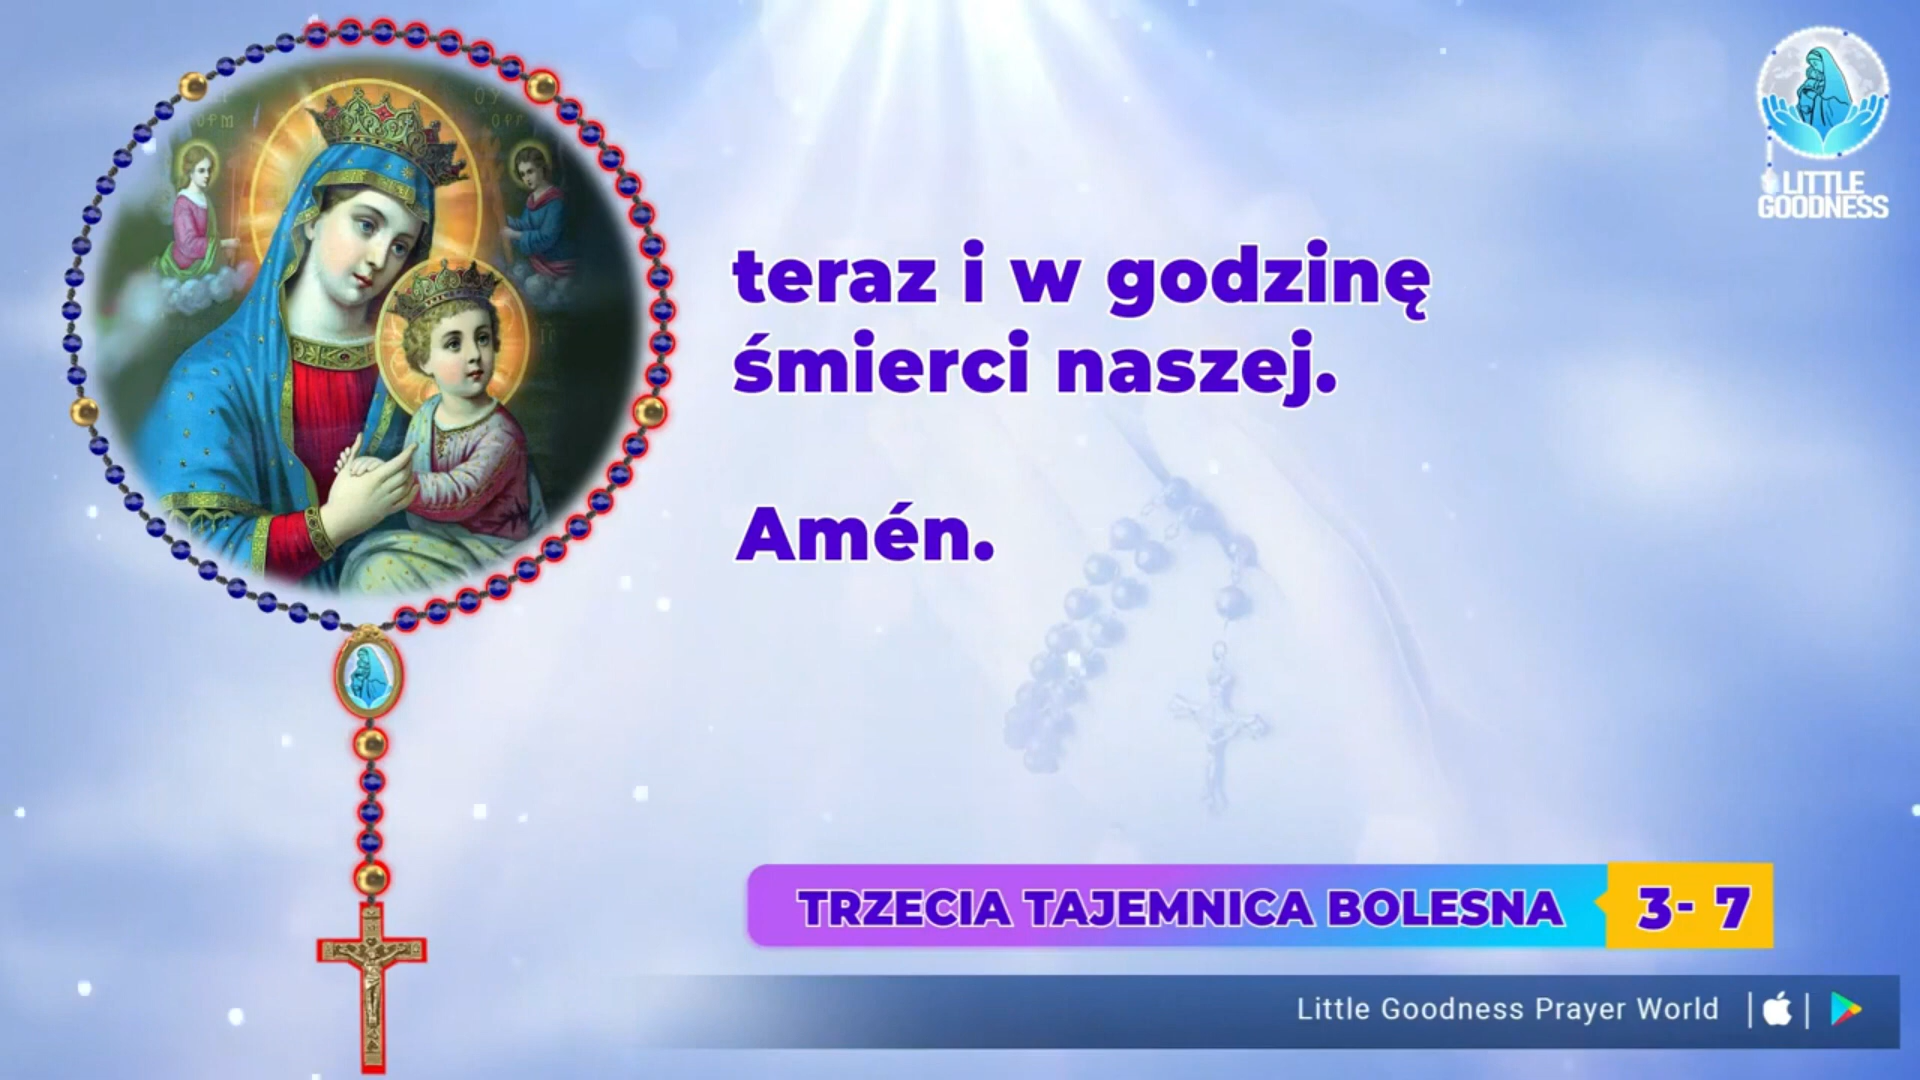 LITTLE
GOODNESS
teraz i w godzinę
śmierci naszej.
Amén.
TRZECIA TAJEMNICA BOLESNA 3- 7
Little Goodness Prayer World